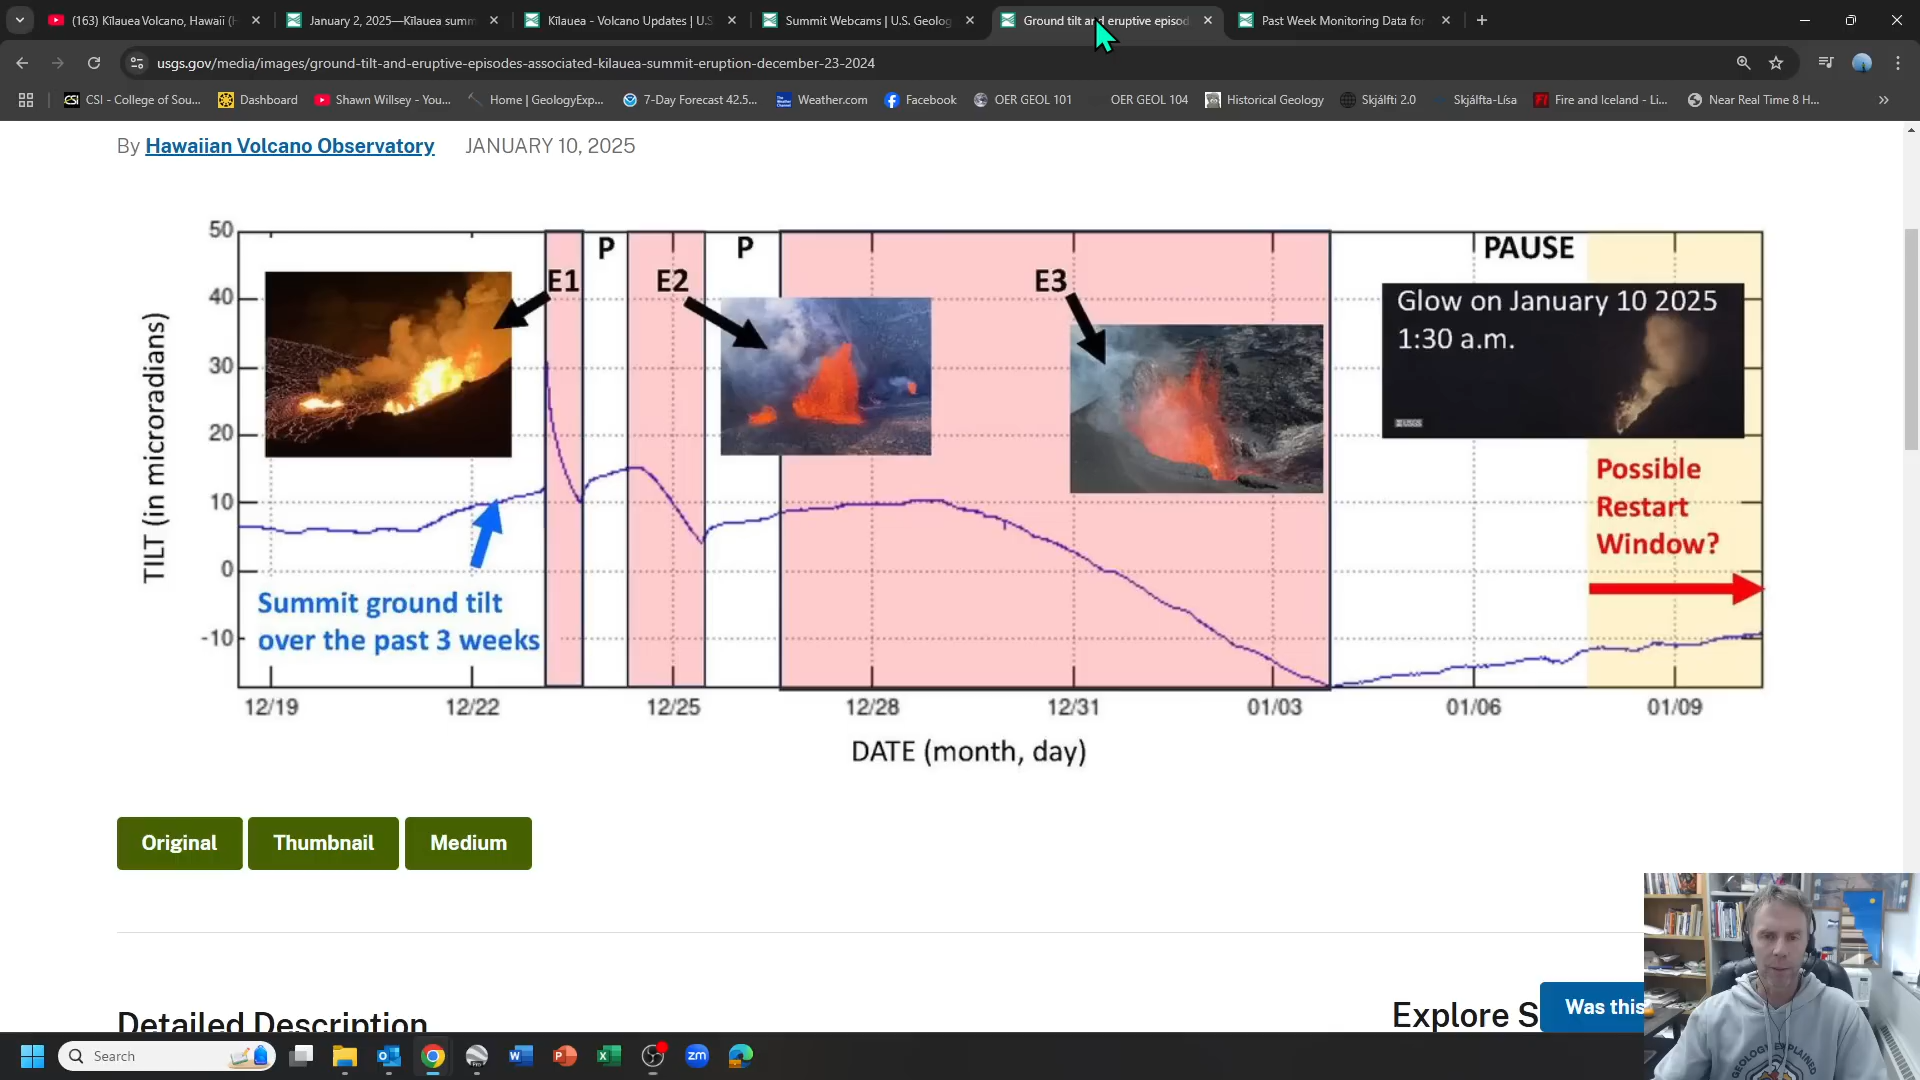 (163) Kīlauea Volcano, Hawaii (H
January 2, 2025—Kīlauea summ
Kīlauea - Volcano Updates | U.S
Summit Webcams | U.S. Geolog
Ground tilt and eruptive episod
Past Week Monitoring Data for
usgs.gov/media/images/ground-tilt-and-eruptive-episodes-associated-kilauea-summit-eruption-december-23-2024
CSI - College of Sou...
Dashboard
Shawn Willsey - You...
Home | GeologyExp...
7-Day Forecast 42.5...
Weather.com
Facebook
OER GEOL 101
OER GEOL 104
Historical Geology
Skjálfti 2.0
Skjálfta-Lísa
Fire and Iceland - Li...
Near Real Time 8 H...
By Hawaiian Volcano Observatory JANUARY 10, 2025
50
40
30
20
10
0
-10
TILT (in microradians)
E1
P
E2
P
E3
PAUSE
Glow on January 10 2025
1:30 a.m.
USGS
Possible
Restart
Window?
Summit ground tilt
over the past 3 weeks
12/19 12/22 12/25 12/28 12/31 01/03 01/06 01/09
DATE (month, day)
Original
Thumbnail
Medium
Detailed Description
Explore S
Was this
GEOLOGY EXPLAINED
Search
zm